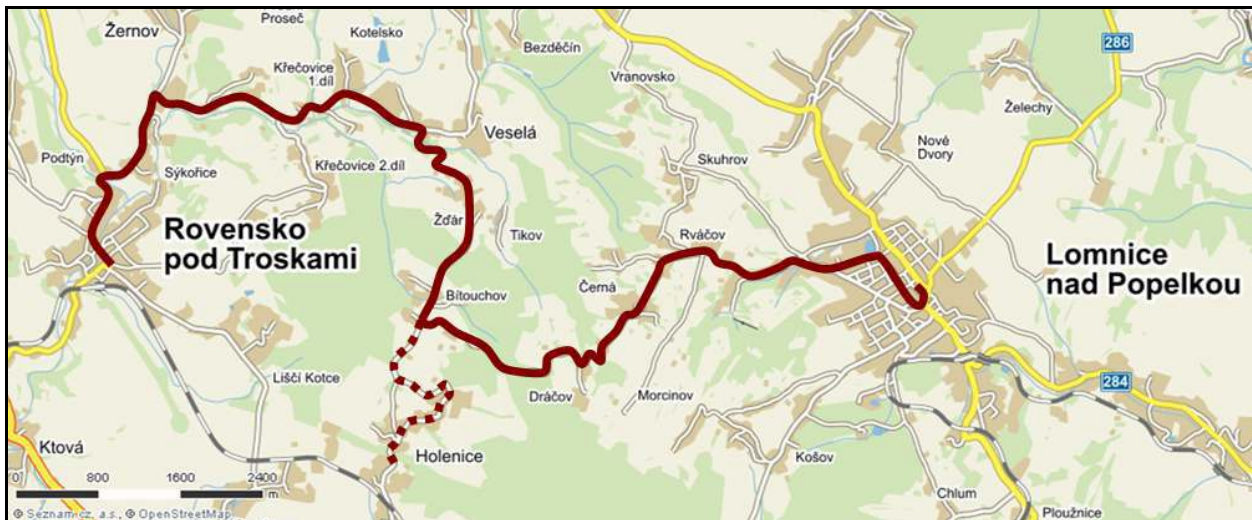 Proseč
Žernov
Kotelsko
Bezděčín
286
Křečovice
1.díl
Vranovsko
Želechy
Veselá
Nové
Dvory
Podtýn
Sýkořice
Křečovice 2.díl
Skuhrov
Žďár
Tikov
Rváčov
Rovensko
pod Troskami
Lomnice
nad Popelkou
Bítouchov
Černá
Liščí Kotce
Dráčov
Morcinov
284
Ktová
Holenice
Košov
Chlum
Ploužnice
0 800 1600 2400
m
© Seznam.cz, a.s., © OpenStreetMap